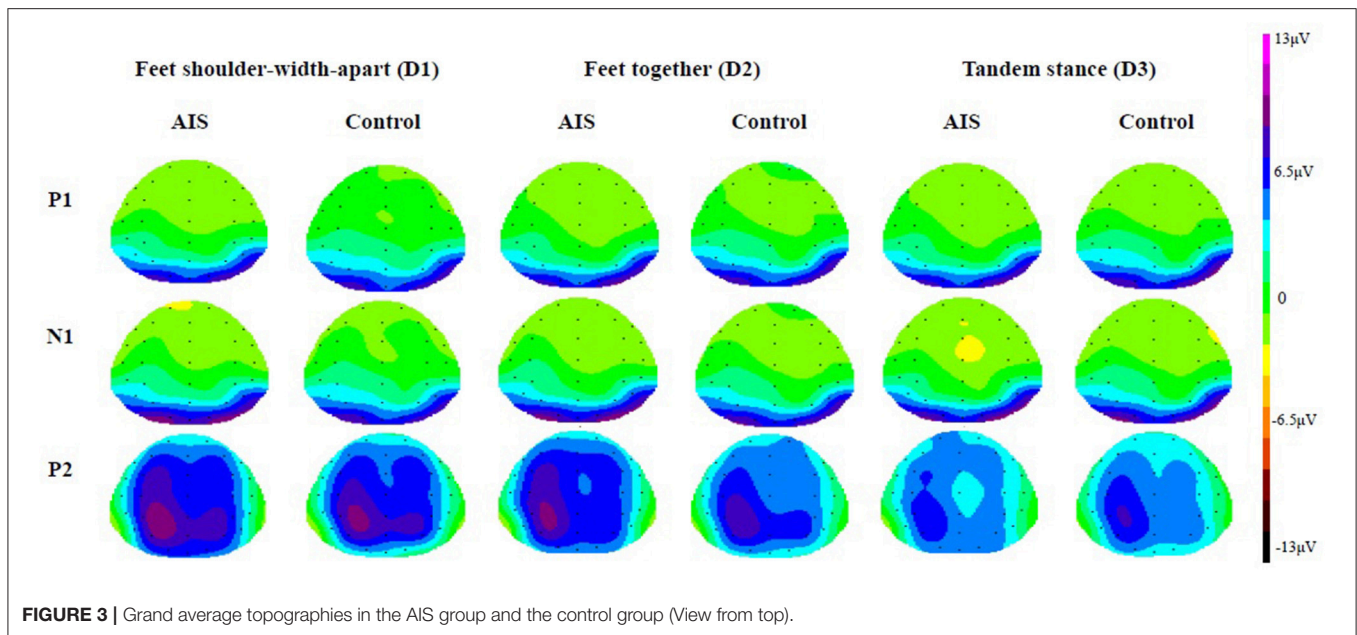 Feet shoulder-width-apart (D1) Feet together (D2) Tandem stance (D3)
AIS Control AIS Control AIS Control
P1
N1
P2
13μV
6.5μV
0
-6.5μV
-13μV
FIGURE 3 | Grand average topographies in the AIS group and the control group (View from top).